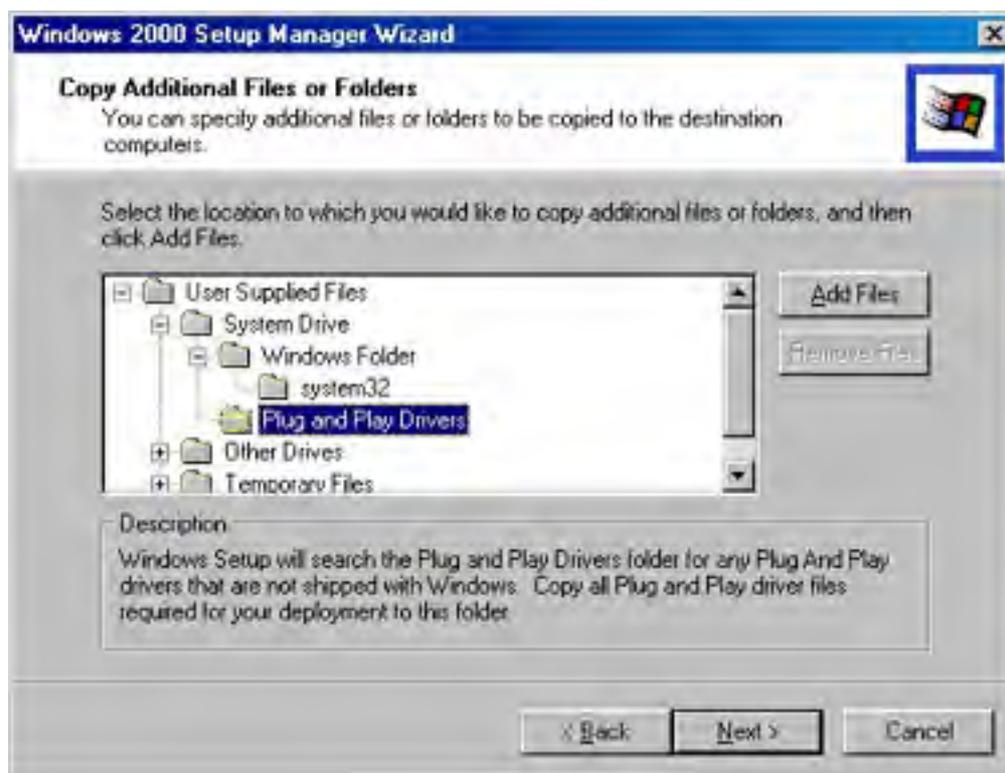 Windows 2000 Setup Manager Wizard
Copy Additional Files or Folders
You can specify additional files or folders to be copied to the destination
computers.
Select the location to which you would like to copy additional files or folders, and then
click Add Files.
User Supplied Files
Add Files
System Drive
Windows Folder
Remove Files
system32
Plug and Play Drivers
Other Drives
Temporary Files
Description
Windows Setup will search the Plug and Play Drivers folder for any Plug And Play
drivers that are not shipped with Windows. Copy all Plug and Play driver files
required for your deployment to this folder
< Back
Next >
Cancel